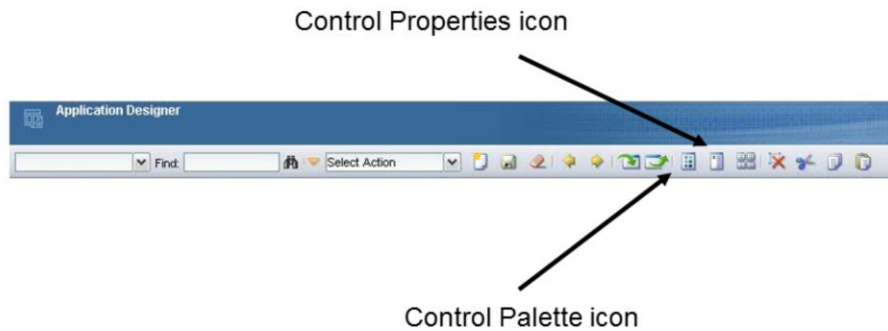 Control Properties icon
Application Designer
Find: Select Action
Control Palette icon